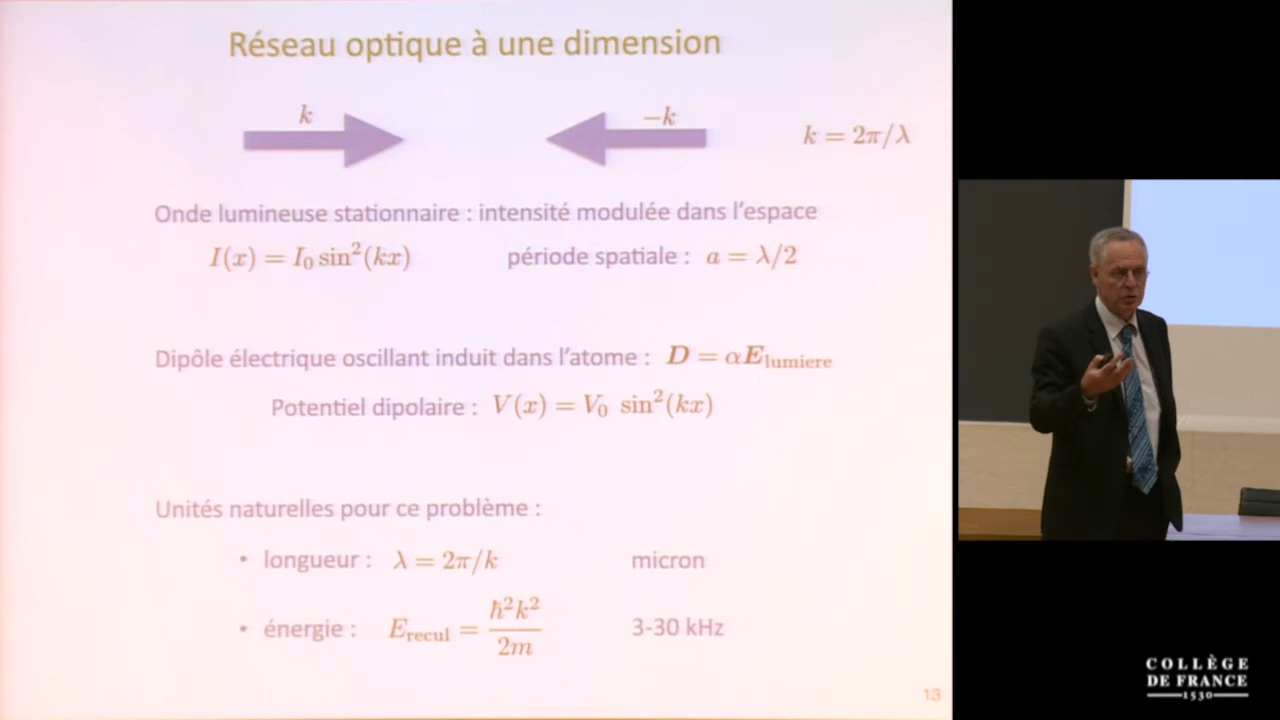 Réseau optique à une dimension
k
−k
k = 2π/λ
Onde lumineuse stationnaire : intensité modulée dans l'espace
I(x) = I₀ sin²(kx)
période spatiale : a = λ/2
Dipôle électrique oscillant induit dans l'atome : D = αE_lumiere
Potentiel dipolaire : V(x) = V₀ sin²(kx)
Unités naturelles pour ce problème :
• longueur : λ = 2π/k micron
• énergie : E_recul = ħ²k²/2m 3-30 kHz
13
COLLÈGE
DE FRANCE
1530